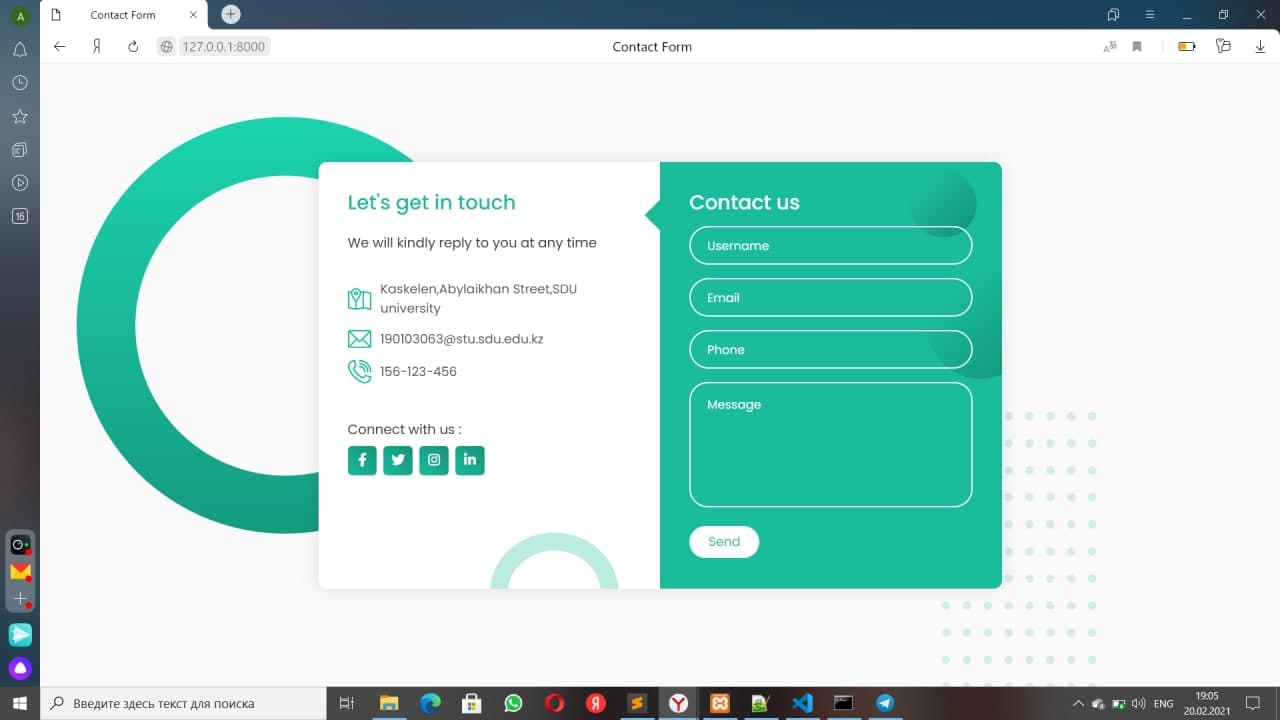 A
Contact Form
Я
127.0.0.1:8000
Contact Form
16
Let's get in touch
We will kindly reply to you at any time
Kaskelen,Abylaikhan Street,SDU
university
190103063@stu.sdu.edu.kz
156-123-456
Connect with us :
Contact us
Username
Email
Phone
Message
Send
Введите здесь текст для поиска
ENG
19:05
20.02.2021